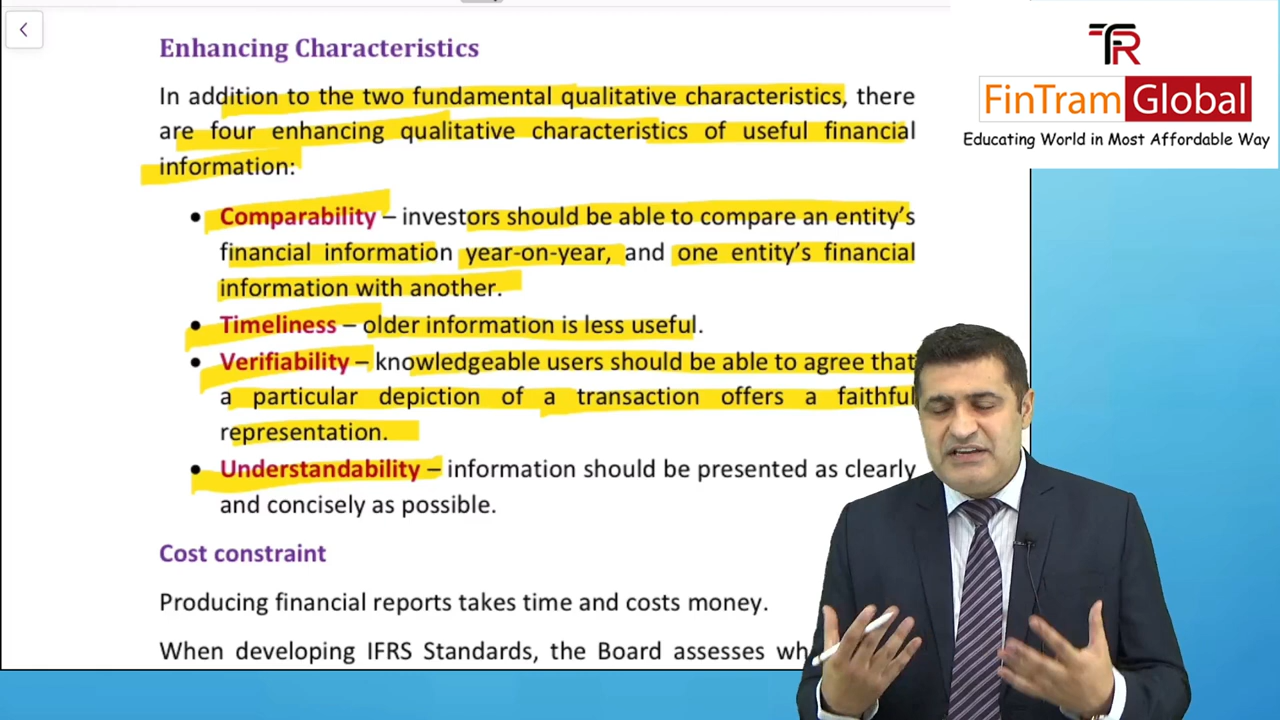 Enhancing Characteristics
In addition to the two fundamental qualitative characteristics, there
are four enhancing qualitative characteristics of useful financial
information:
• Comparability – investors should be able to compare an entity's
financial information year-on-year, and one entity's financial
information with another.
• Timeliness – older information is less useful.
• Verifiability – knowledgeable users should be able to agree that
a particular depiction of a transaction offers a faithful
representation.
• Understandability – information should be presented as clearly
and concisely as possible.
Cost constraint
Producing financial reports takes time and costs money.
When developing IFRS Standards, the Board assesses
FinTram Global
Educating World in Most Affordable Way